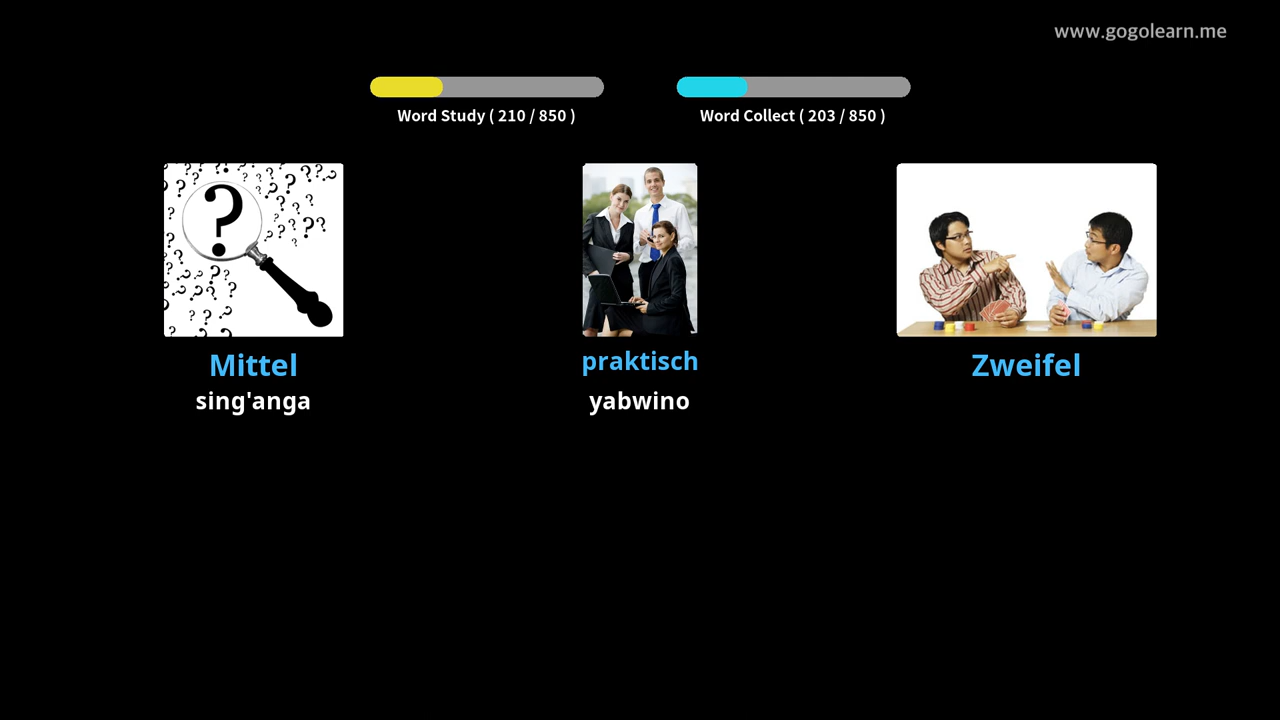 www.gogolearn.me
Word Study ( 210 / 850 )
Word Collect ( 203 / 850 )
Mittel
praktisch
Zweifel
sing'anga
yabwino